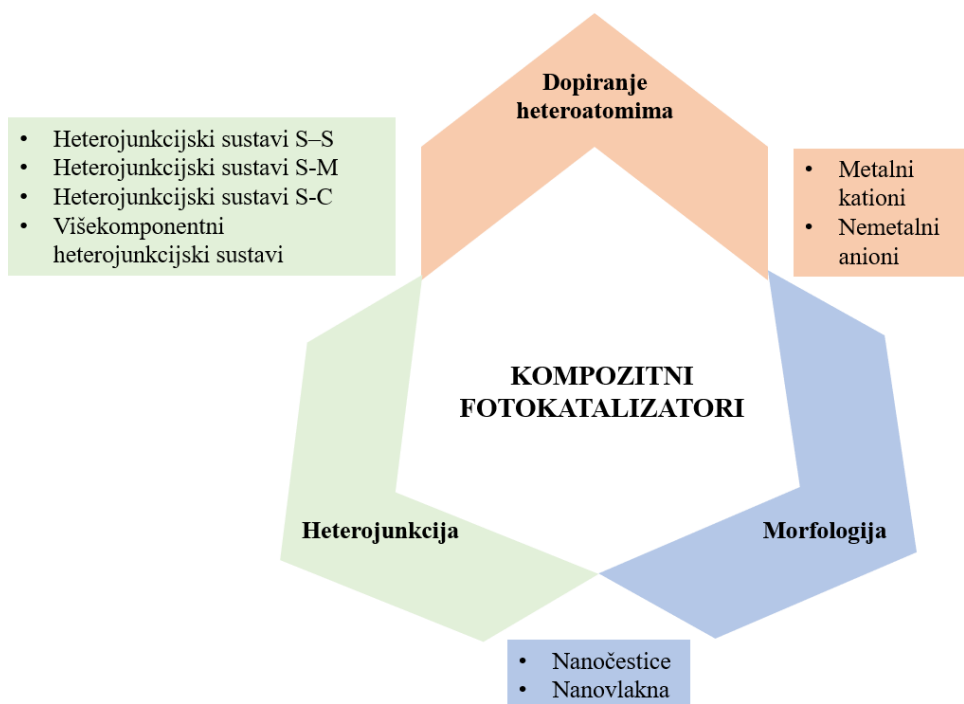 Dopiranje
heteroatomima
• Heterojunkcijski sustavi S–S
• Heterojunkcijski sustavi S-M
• Heterojunkcijski sustavi S-C
• Višekomponentni
heterojunkcijski sustavi
• Metalni
kationi
• Nemetalni
anioni
KOMPOZITNI
FOTOKATALIZATORI
Heterojunkcija
Morfologija
• Nanočestice
• Nanovlakna